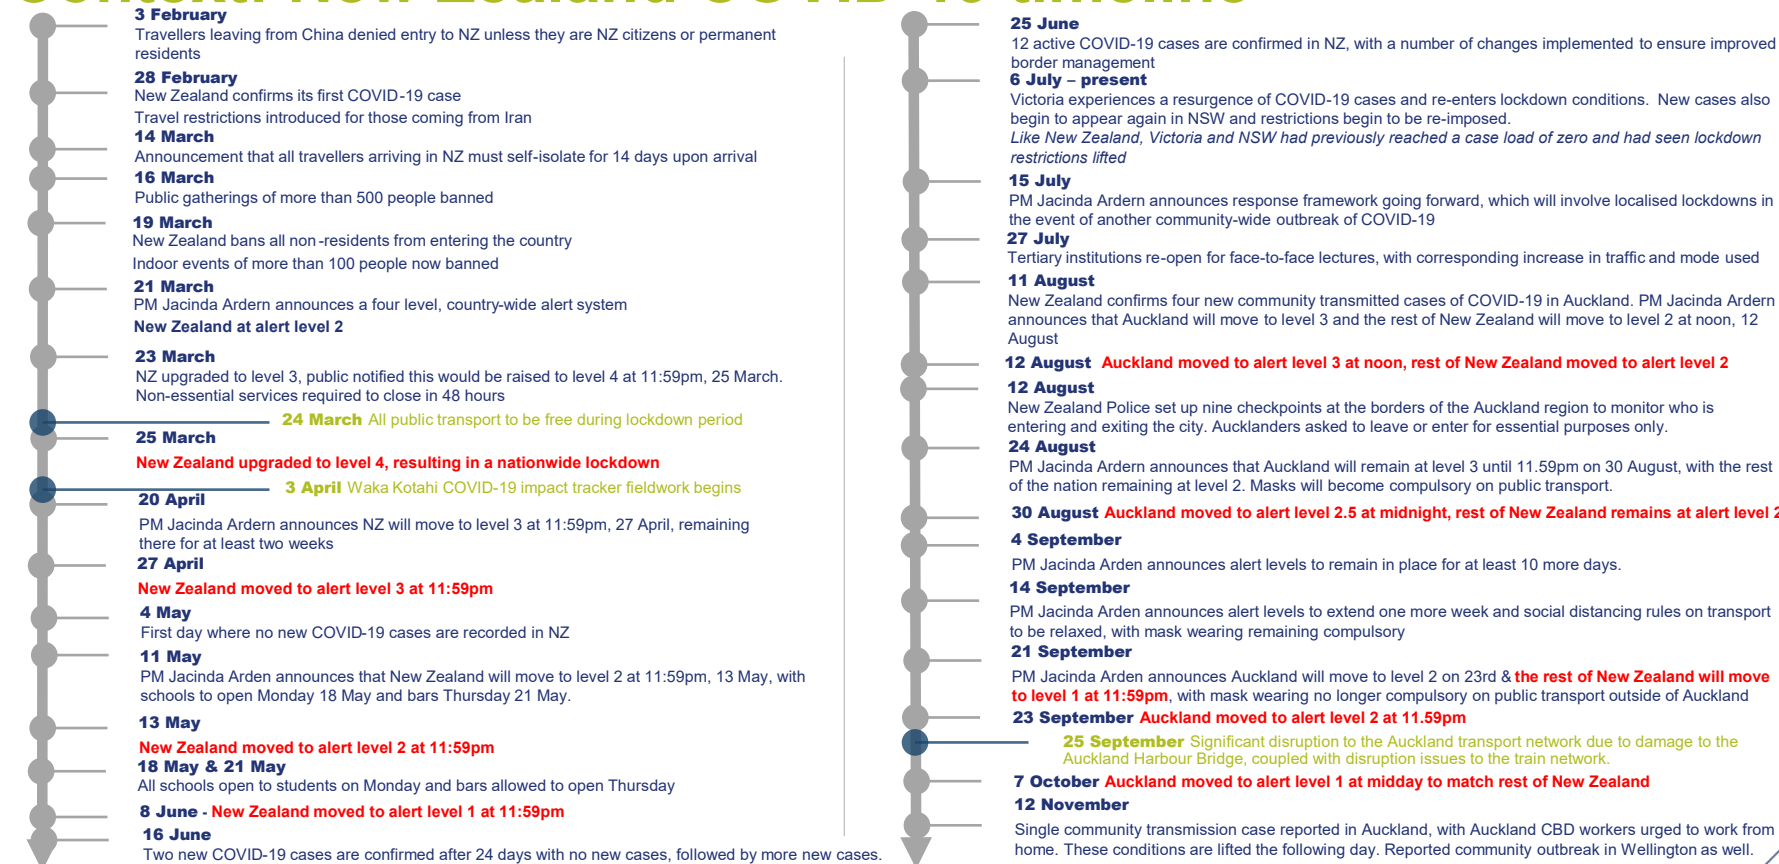 Context: New Zealand COVID-19 timeline
3 February
Travellers leaving from China denied entry to NZ unless they are NZ citizens or permanent
residents
28 February
New Zealand confirms its first COVID-19 case
Travel restrictions introduced for those coming from Iran
14 March
Announcement that all travellers arriving in NZ must self-isolate for 14 days upon arrival
16 March
Public gatherings of more than 500 people banned
19 March
New Zealand bans all non-residents from entering the country
Indoor events of more than 100 people now banned
21 March
PM Jacinda Ardern announces a four level, country-wide alert system
New Zealand at alert level 2
23 March
NZ upgraded to level 3, public notified this would be raised to level 4 at 11:59pm, 25 March.
Non-essential services required to close in 48 hours
24 March All public transport to be free during lockdown period
25 March
New Zealand upgraded to level 4, resulting in a nationwide lockdown
3 April Waka Kotahi COVID-19 impact tracker fieldwork begins
20 April
PM Jacinda Ardern announces NZ will move to level 3 at 11:59pm, 27 April, remaining
there for at least two weeks
27 April
New Zealand moved to alert level 3 at 11:59pm
4 May
First day where no new COVID-19 cases are recorded in NZ
11 May
PM Jacinda Arden announces that New Zealand will move to level 2 at 11:59pm, 13 May, with
schools to open Monday 18 May and bars Thursday 21 May.
13 May
New Zealand moved to alert level 2 at 11:59pm
18 May & 21 May
All schools open to students on Monday and bars allowed to open Thursday
8 June - New Zealand moved to alert level 1 at 11:59pm
16 June
Two new COVID-19 cases are confirmed after 24 days with no new cases, followed by more new cases.
25 June
12 active COVID-19 cases are confirmed in NZ, with a number of changes implemented to ensure improved
border management
6 July – present
Victoria experiences a resurgence of COVID-19 cases and re-enters lockdown conditions. New cases also
begin to appear again in NSW and restrictions begin to be re-imposed.
Like New Zealand, Victoria and NSW had previously reached a case load of zero and had seen lockdown
restrictions lifted
15 July
PM Jacinda Ardern announces response framework going forward, which will involve localised lockdowns in
the event of another community-wide outbreak of COVID-19
27 July
Tertiary institutions re-open for face-to-face lectures, with corresponding increase in traffic and mode used
11 August
New Zealand confirms four new community transmitted cases of COVID-19 in Auckland. PM Jacinda Ardern
announces that Auckland will move to level 3 and the rest of New Zealand will move to level 2 at noon, 12
August
12 August Auckland moved to alert level 3 at noon, rest of New Zealand moved to alert level 2
12 August
New Zealand Police set up nine checkpoints at the borders of the Auckland region to monitor who is
entering and exiting the city. Aucklanders asked to leave or enter for essential purposes only.
24 August
PM Jacinda Ardern announces that Auckland will remain at level 3 until 11.59pm on 30 August, with the rest
of the nation remaining at level 2. Masks will become compulsory on public transport.
30 August Auckland moved to alert level 2.5 at midnight, rest of New Zealand remains at alert level 2
4 September
PM Jacinda Arden announces alert levels to remain in place for at least 10 more days.
14 September
PM Jacinda Arden announces alert levels to extend one more week and social distancing rules on transport
to be relaxed, with mask wearing remaining compulsory
21 September
PM Jacinda Arden announces Auckland will move to level 2 on 23rd & the rest of New Zealand will move
to level 1 at 11:59pm, with mask wearing no longer compulsory on public transport outside of Auckland
23 September Auckland moved to alert level 2 at 11.59pm
25 September Significant disruption to the Auckland transport network due to damage to the
Auckland Harbour Bridge, coupled with disruption issues to the train network.
7 October Auckland moved to alert level 1 at midday to match rest of New Zealand
12 November
Single community transmission case reported in Auckland, with Auckland CBD workers urged to work from
home. These conditions are lifted the following day. Reported community outbreak in Wellington as well.